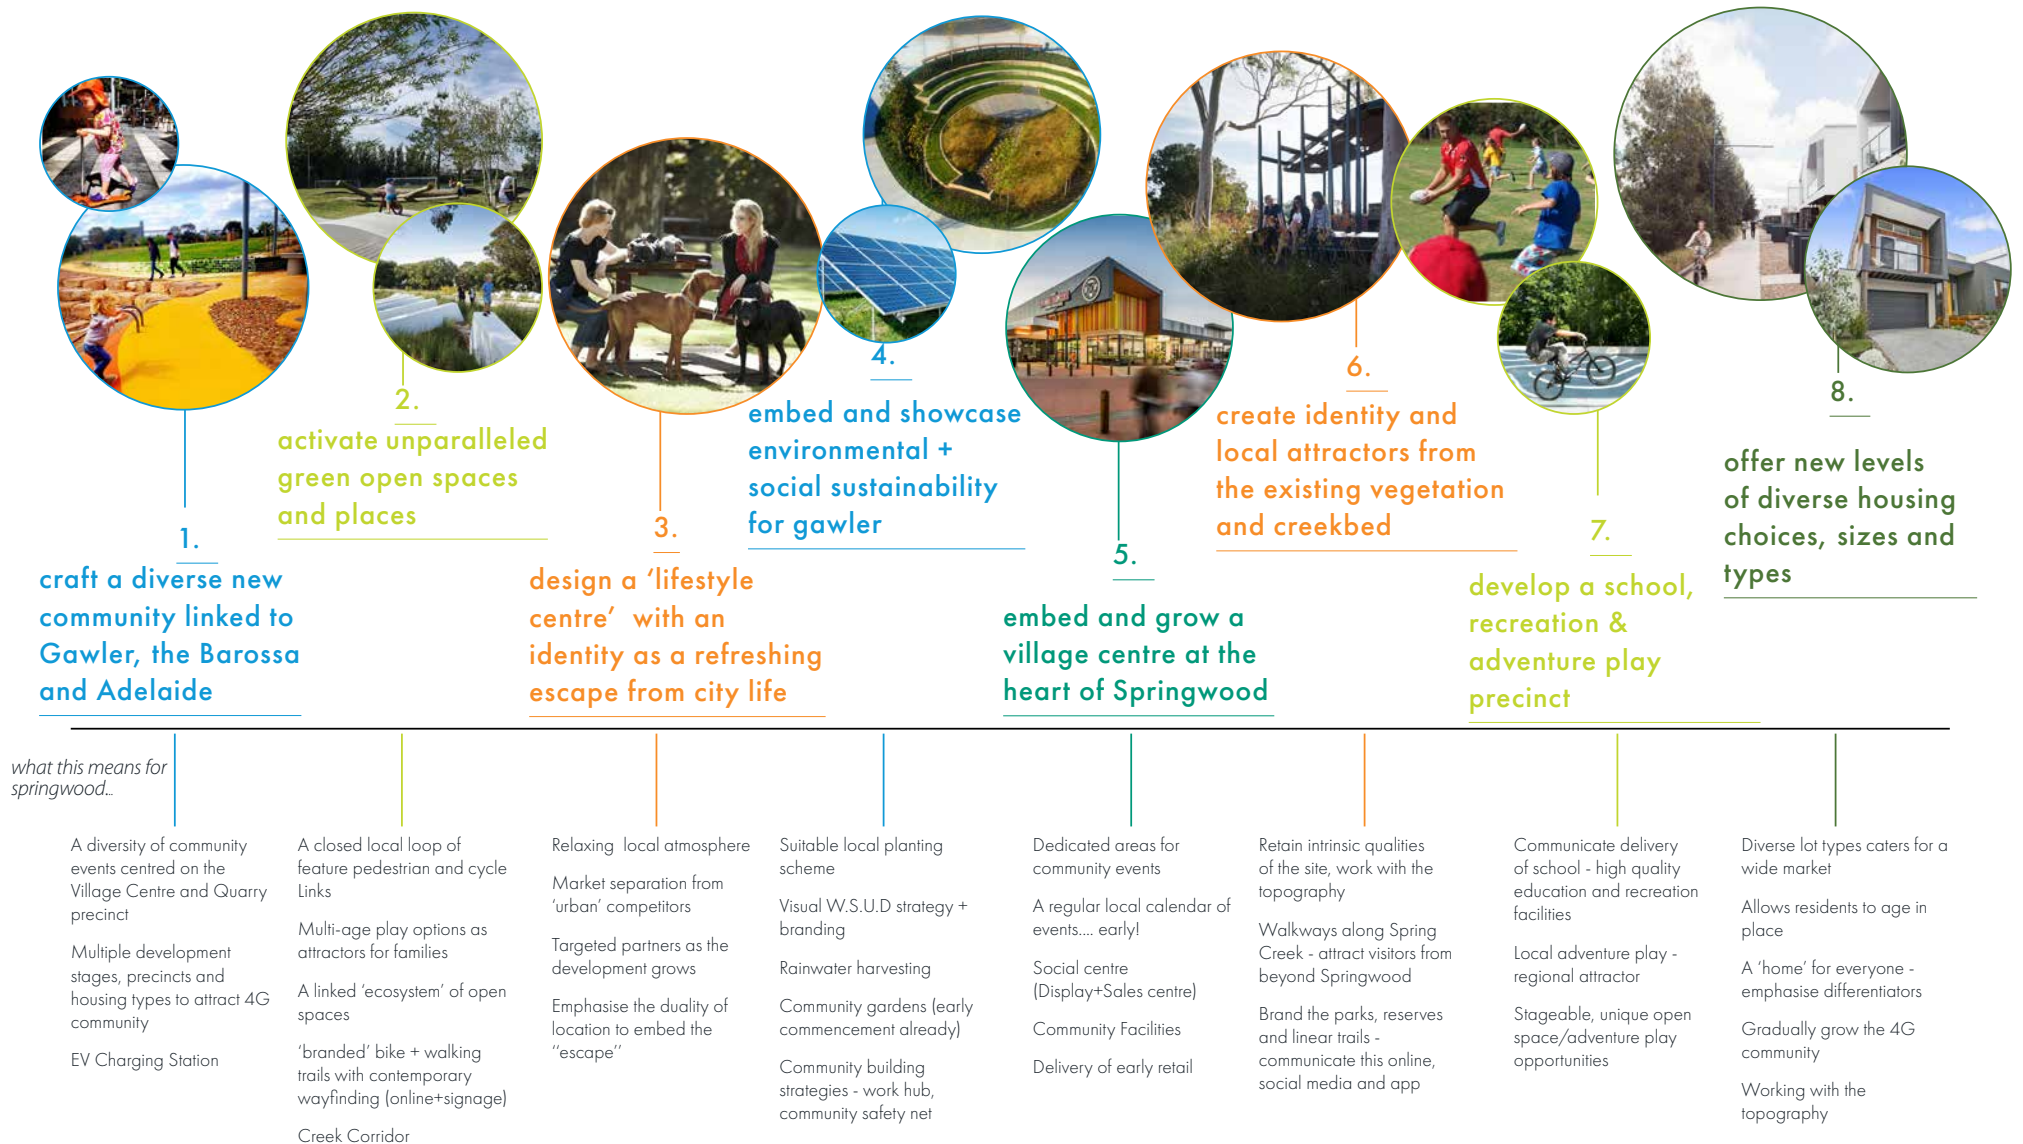 1.
craft a diverse new
community linked to
Gawler, the Barossa
and Adelaide
2.
activate unparalleled
green open spaces
and places
3.
design a ‘lifestyle
centre’ with an
identity as a refreshing
escape from city life
4.
embed and showcase
environmental +
social sustainability
for gawler
5.
embed and grow a
village centre at the
heart of Springwood
6.
create identity and
local attractors from
the existing vegetation
and creekbed
7.
develop a school,
recreation &
adventure play
precinct
8.
offer new levels
of diverse housing
choices, sizes and
types
what this means for
springwood...
A diversity of community
events centred on the
Village Centre and Quarry
precinct
Multiple development
stages, precincts and
housing types to attract 4G
community
EV Charging Station
A closed local loop of
feature pedestrian and cycle
Links
Multi-age play options as
attractors for families
A linked ‘ecosystem’ of open
spaces
‘branded’ bike + walking
trails with contemporary
wayfinding (online+signage)
Creek Corridor
Relaxing local atmosphere
Market separation from
‘urban’ competitors
Targeted partners as the
development grows
Emphasise the duality of
location to embed the
‘‘escape’’
Suitable local planting
scheme
Visual W.S.U.D strategy +
branding
Rainwater harvesting
Community gardens (early
commencement already)
Community building
strategies - work hub,
community safety net
Dedicated areas for
community events
A regular local calendar of
events.... early!
Social centre
(Display+Sales centre)
Community Facilities
Delivery of early retail
Retain intrinsic qualities
of the site, work with the
topography
Walkways along Spring
Creek - attract visitors from
beyond Springwood
Brand the parks, reserves
and linear trails -
communicate this online,
social media and app
Communicate delivery
of school - high quality
education and recreation
facilities
Local adventure play -
regional attractor
Stageable, unique open
space/adventure play
opportunities
Diverse lot types caters for a
wide market
Allows residents to age in
place
A ‘home’ for everyone -
emphasise differentiators
Gradually grow the 4G
community
Working with the
topography